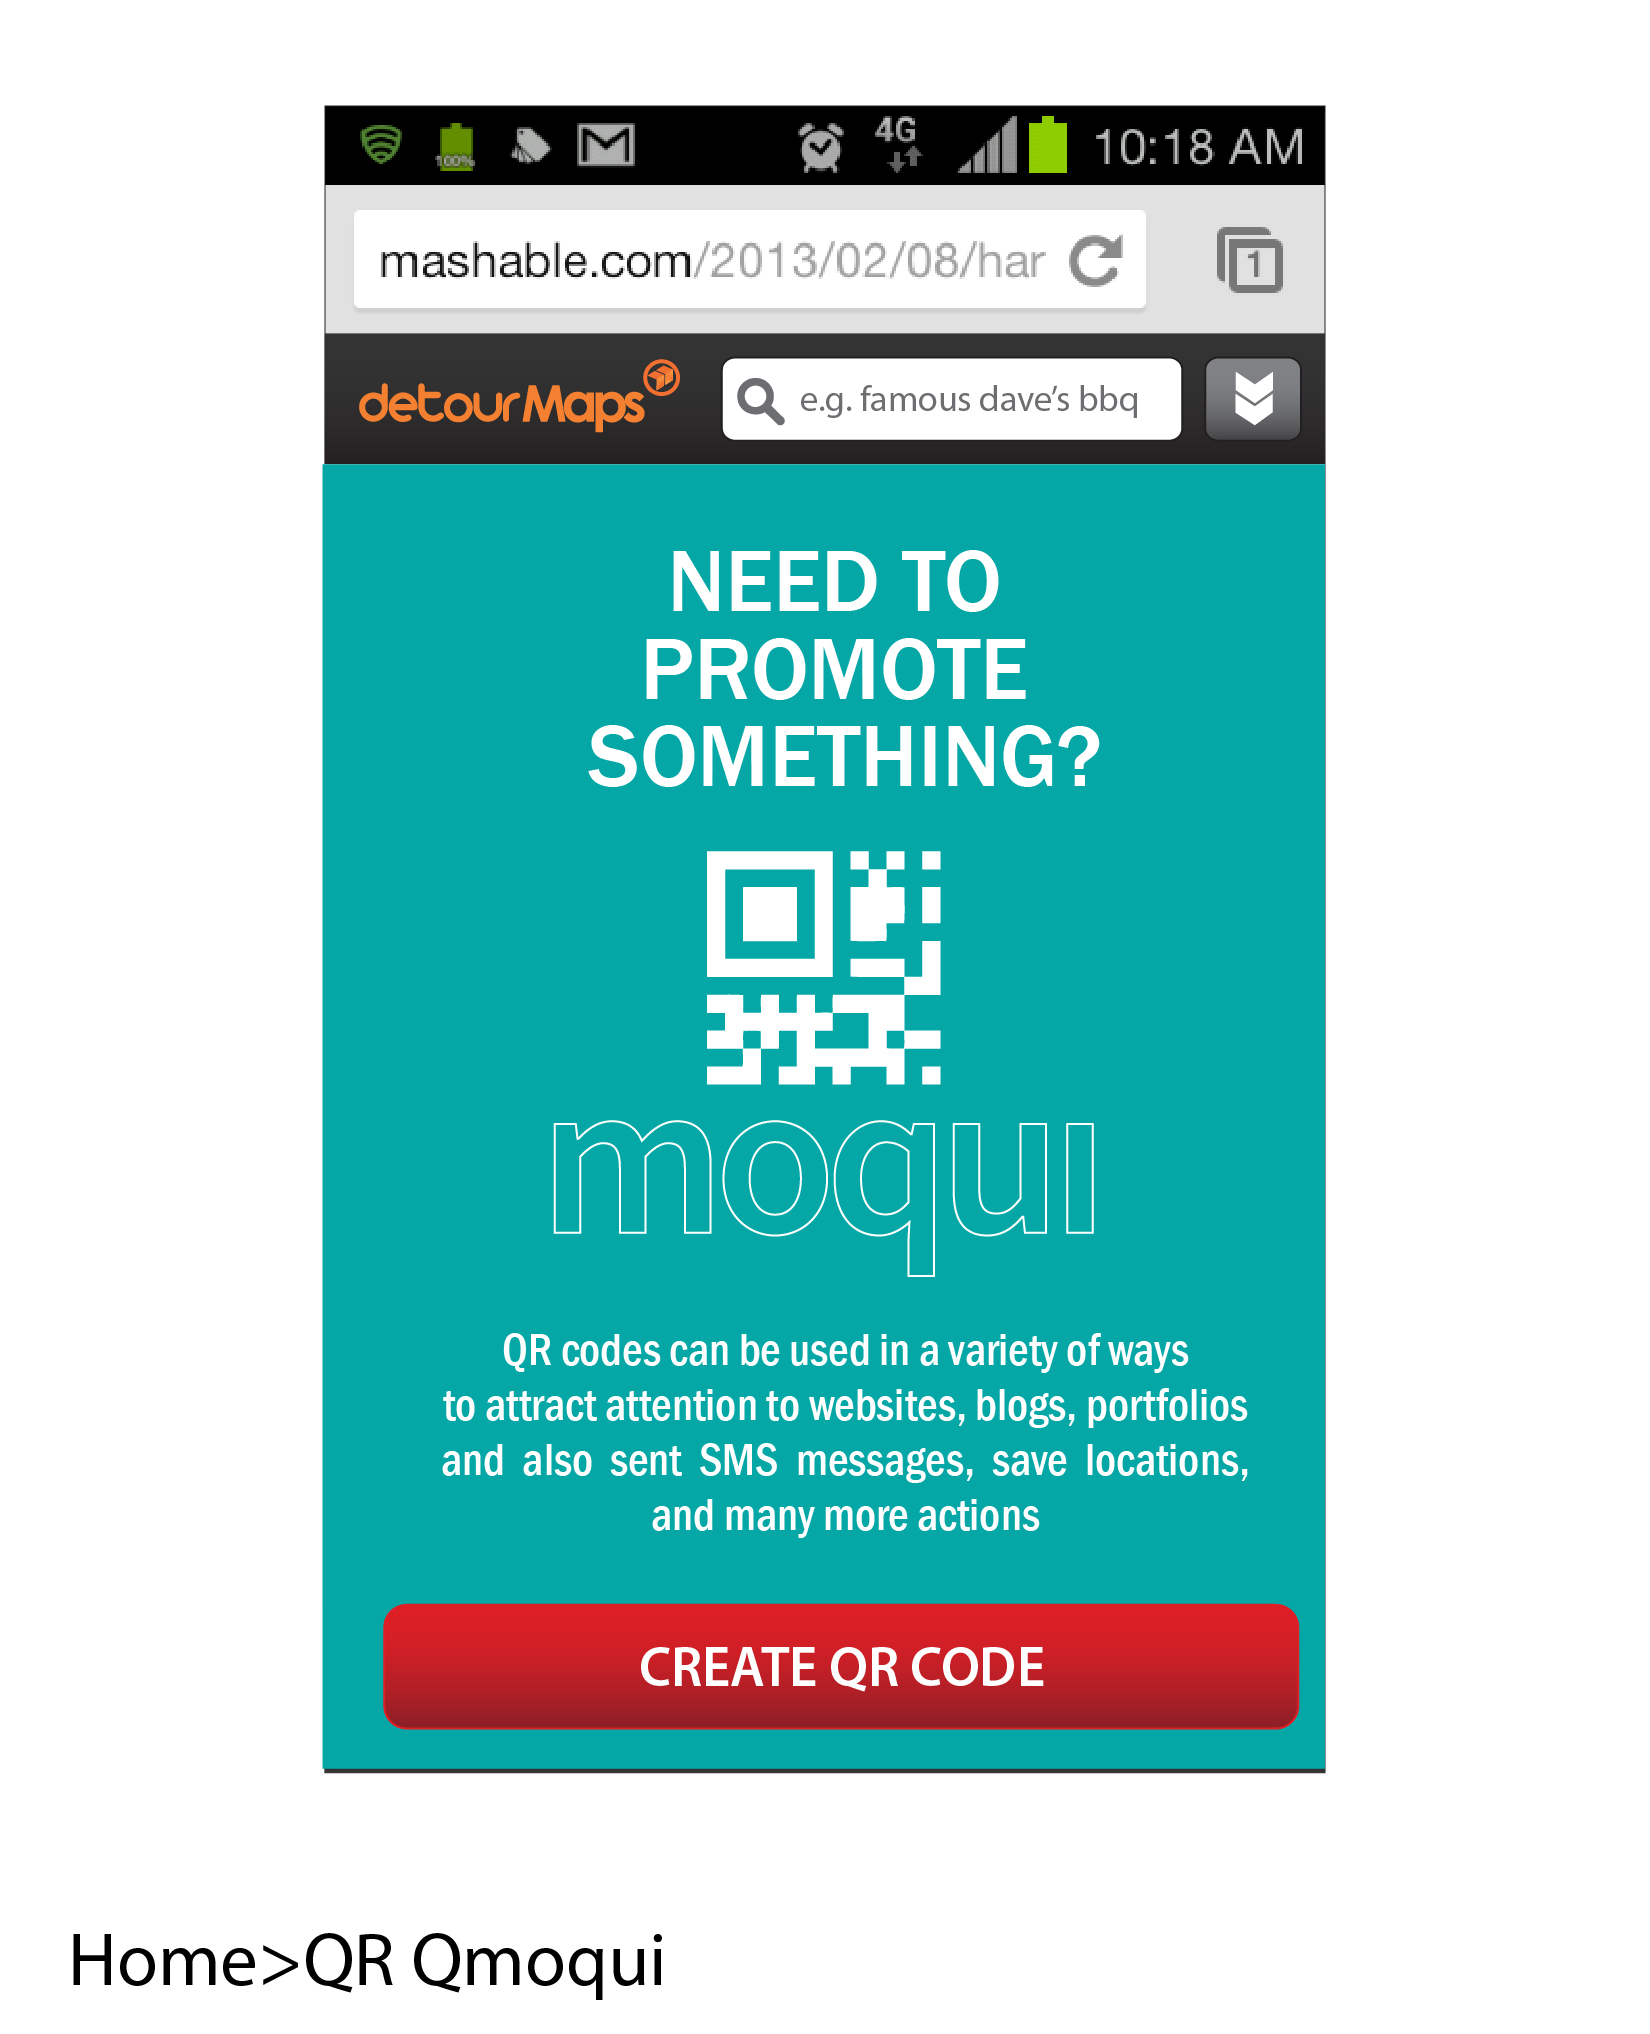 100%
4G
10:18 AM
mashable.com/2013/02/08/har
1
detourMaps
e.g. famous dave's bbq
NEED TO
PROMOTE
SOMETHING?
moqui
QR codes can be used in a variety of ways
to attract attention to websites, blogs, portfolios
and also sent SMS messages, save locations,
and many more actions
CREATE QR CODE
Home>QR Qmoqui